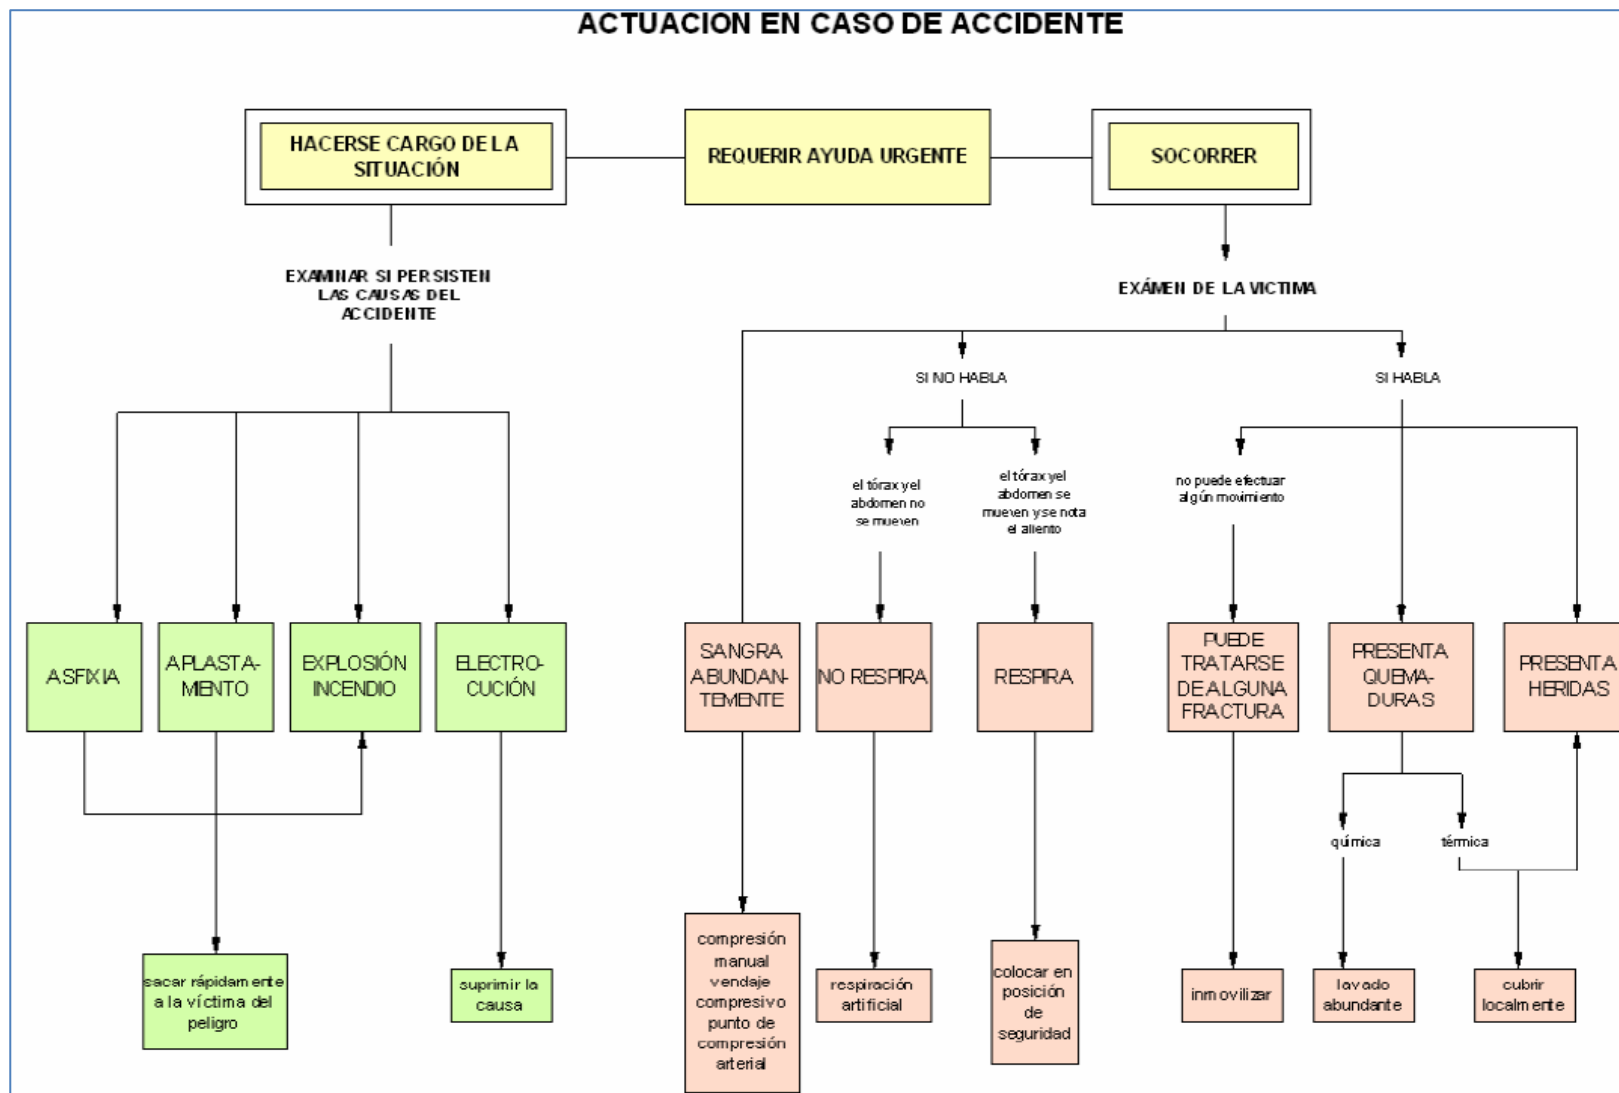 ACTUACION EN CASO DE ACCIDENTE
HACERSE CARGO DE LA
SITUACIÓN
REQUERIR AYUDA URGENTE
SOCORRER
EXAMINAR SI PERSISTEN
LAS CAUSAS DEL
ACCIDENTE
EXÁMEN DE LA VICTIMA
SI NO HABLA
SI HABLA
el tórax y el
abdomen no
se mueven
el tórax y el
abdomen se
mueven y se nota
el aliento
no puede efectuar
algún movimiento
ASFIXIA
APLASTA-
MIENTO
EXPLOSIÓN
INCENDIO
ELECTRO-
CUCIÓN
SANGRA
ABUNDAN-
TEMENTE
NO RESPIRA
RESPIRA
PUEDE
TRATARSE
DE ALGUNA
FRACTURA
PRESENTA
QUEMA-
DURAS
PRESENTA
HERIDAS
química
térmica
sacar rápidamente
a la víctima del
peligro
suprimir la
causa
compresión
manual
vendaje
compresivo
punto de
compresión
arterial
respiración
artificial
colocar en
posición
de
seguridad
inmovilizar
lavado
abundante
cubrir
localmente